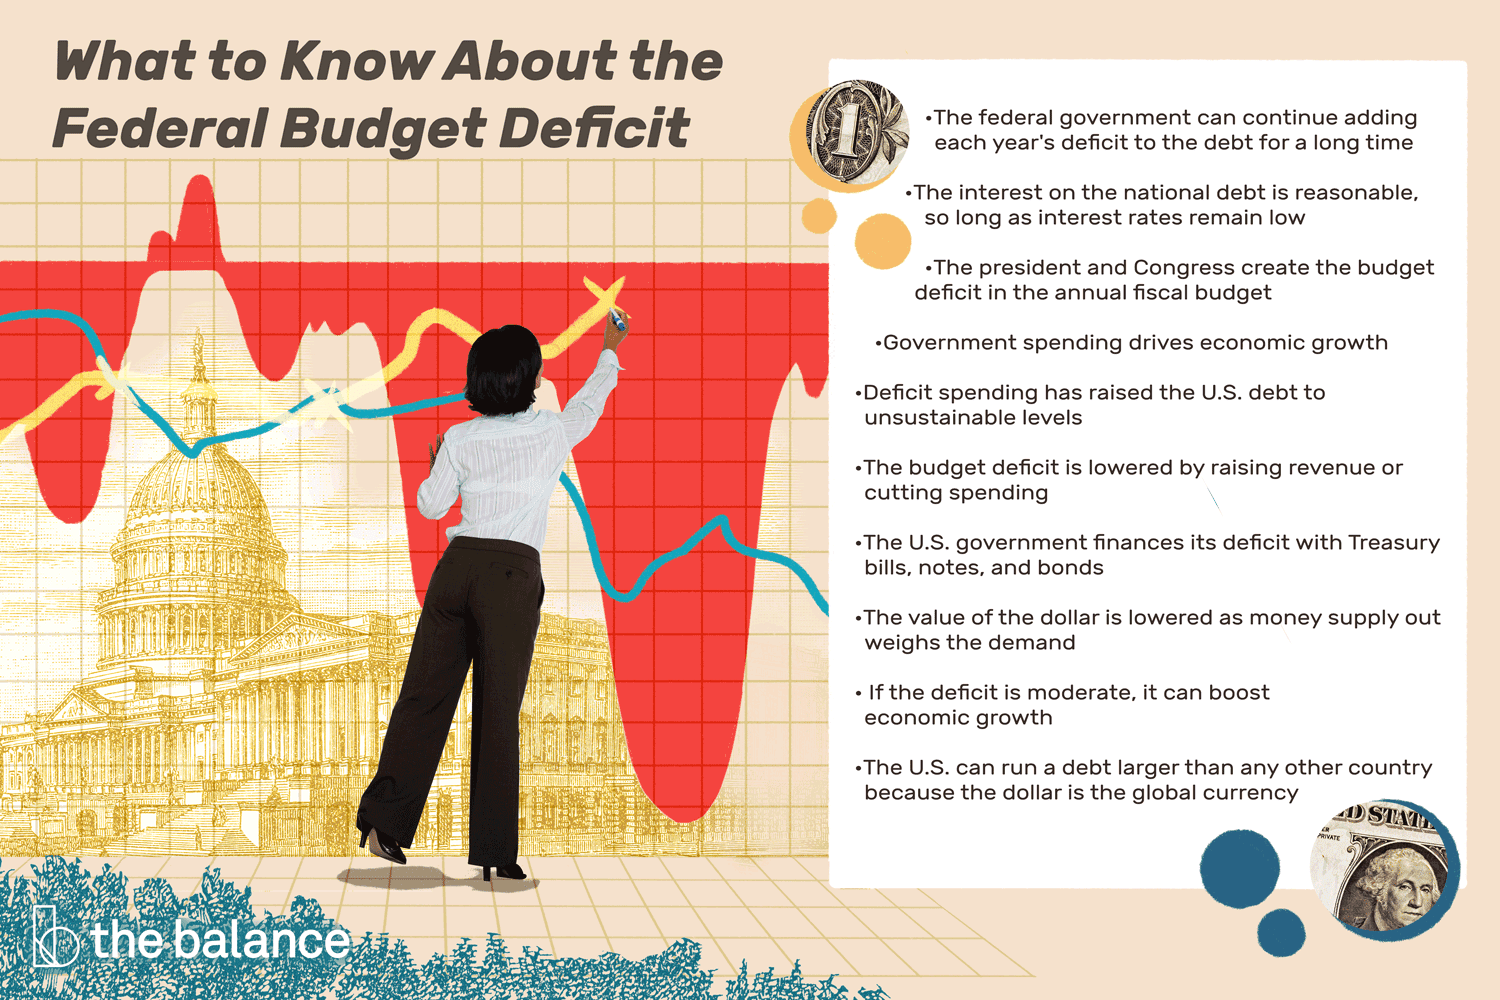 What to Know About the
Federal Budget Deficit
•The federal government can continue adding
each year's deficit to the debt for a long time
•The interest on the national debt is reasonable,
so long as interest rates remain low
•The president and Congress create the budget
deficit in the annual fiscal budget
•Government spending drives economic growth
•Deficit spending has raised the U.S. debt to
unsustainable levels
•The budget deficit is lowered by raising revenue or
cutting spending
•The U.S. government finances its deficit with Treasury
bills, notes, and bonds
•The value of the dollar is lowered as money supply out
weighs the demand
• If the deficit is moderate, it can boost
economic growth
•The U.S. can run a debt larger than any other country
because the dollar is the global currency
1
D STATE
PRIVATE
b the balance